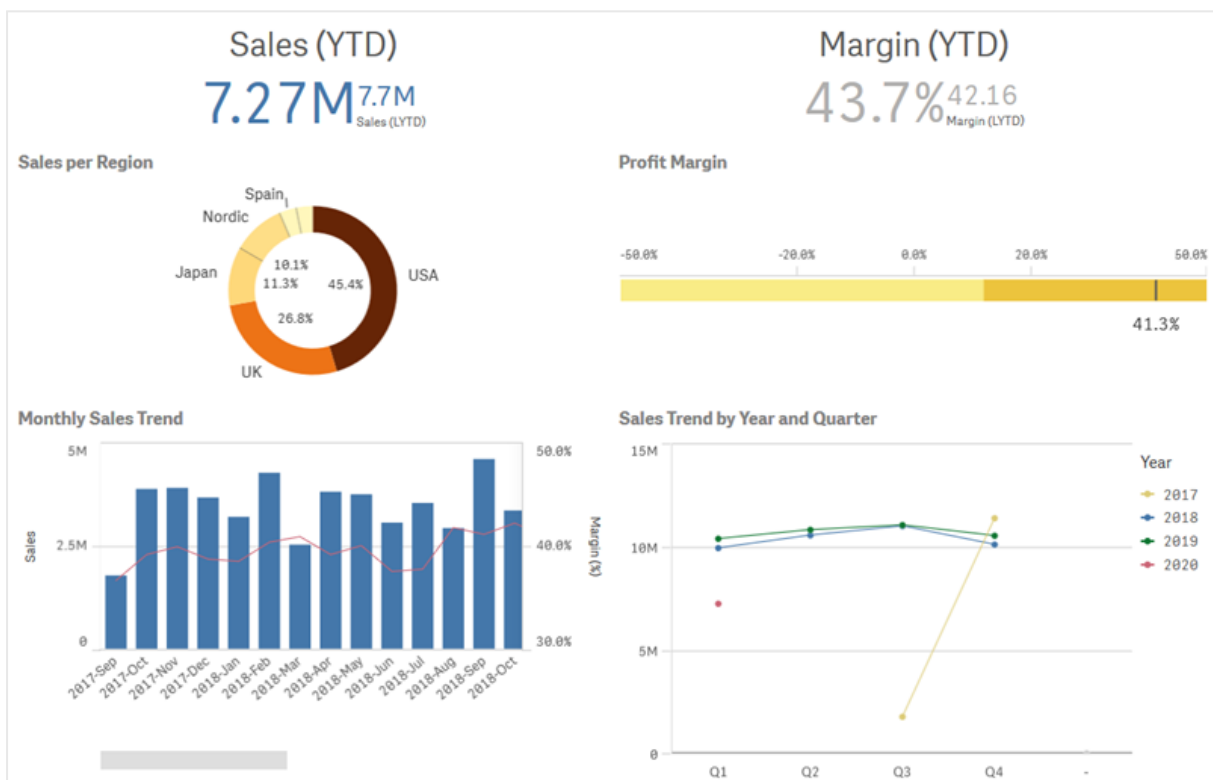 Sales (YTD)
7.27M 7.7M
Sales (LYTD)
Margin (YTD)
43.7% 42.16
Margin (LYTD)
Sales per Region
Spain
Nordic
Japan
USA
UK
10.1%
11.3%
45.4%
26.8%
Profit Margin
-50.0% -20.0% 0.0% 20.0% 50.0%
41.3%
Monthly Sales Trend
5M
2.5M
0
Sales
50.0%
40.0%
30.0%
Margin (%)
2017-Sep
2017-Oct
2017-Nov
2017-Dec
2018-Jan
2018-Feb
2018-Mar
2018-Apr
2018-May
2018-Jun
2018-Jul
2018-Aug
2018-Sep
2018-Oct
Sales Trend by Year and Quarter
15M
10M
5M
0
Q1 Q2 Q3 Q4 -
Year
2017
2018
2019
2020